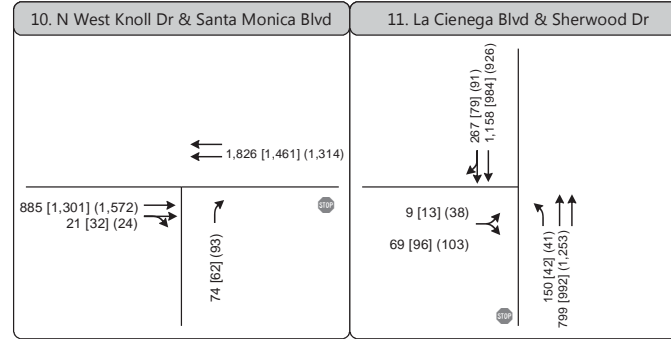 10. N West Knoll Dr & Santa Monica Blvd
1,826 [1,461] (1,314)
885 [1,301] (1,572)
21 [32] (24)
74 [62] (93)
STOP
11. La Cienega Blvd & Sherwood Dr
267 [79] (91)
1,158 [984] (926)
9 [13] (38)
69 [96] (103)
150 [42] (41)
799 [992] (1,253)
STOP